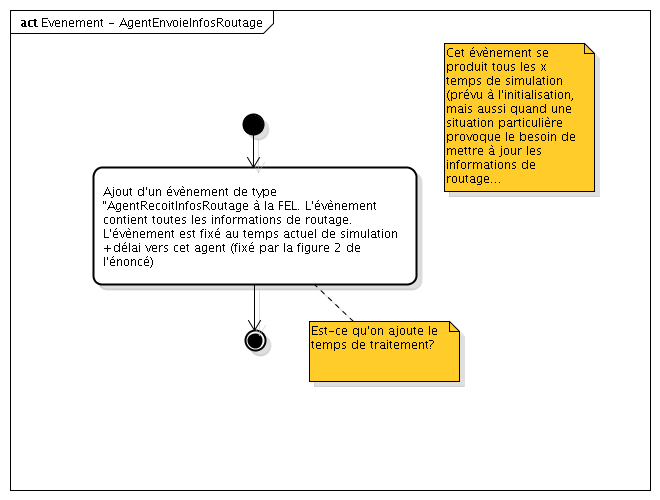 act Evenement - AgentEnvoieInfosRoutage
Cet évènement se
produit tous les x
temps de simulation
(prévu à l'initialisation,
mais aussi quand une
situation particulière
provoque le besoin de
mettre à jour les
informations de
routage...
Ajout d'un évènement de type
"AgentRecoitInfosRoutage à la FEL. L'évènement
contient toutes les informations de routage.
L'évènement est fixé au temps actuel de simulation
+délai vers cet agent (fixé par la figure 2 de
l'énoncé)
Est-ce qu'on ajoute le
temps de traitement?